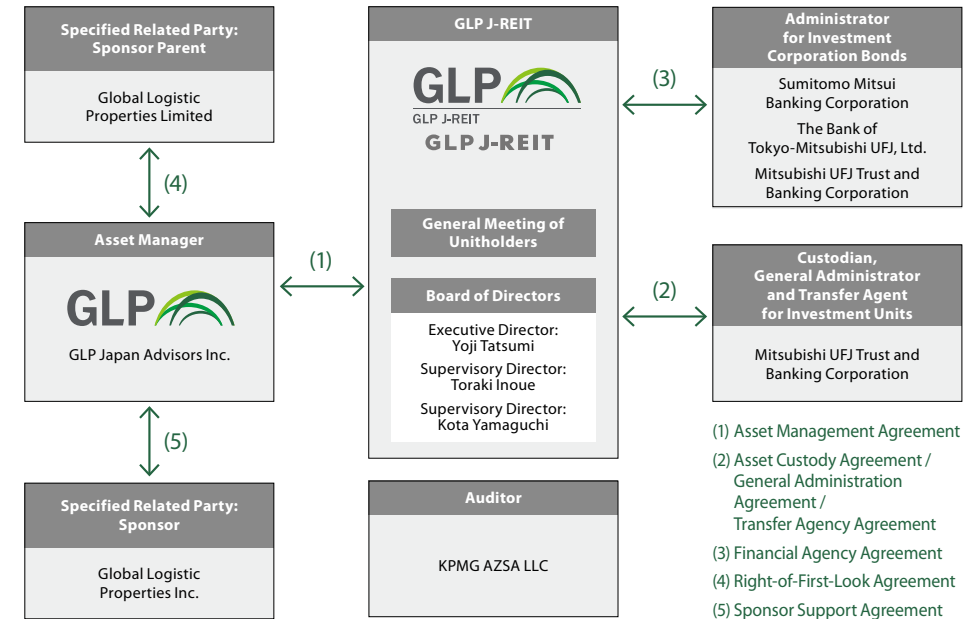 Specified Related Party:
Sponsor Parent
Global Logistic
Properties Limited
(4)
Asset Manager
GLP
GLP Japan Advisors Inc.
(5)
Specified Related Party:
Sponsor
Global Logistic
Properties Inc.
(1)
GLP J-REIT
GLP
GLP J-REIT
GLP J-REIT
General Meeting of
Unitholders
Board of Directors
Executive Director:
Yoji Tatsumi
Supervisory Director:
Toraki Inoue
Supervisory Director:
Kota Yamaguchi
Auditor
KPMG AZSA LLC
(3)
Administrator
for Investment
Corporation Bonds
Sumitomo Mitsui
Banking Corporation
The Bank of
Tokyo-Mitsubishi UFJ, Ltd.
Mitsubishi UFJ Trust and
Banking Corporation
(2)
Custodian,
General Administrator
and Transfer Agent
for Investment Units
Mitsubishi UFJ Trust and
Banking Corporation
(1) Asset Management Agreement
(2) Asset Custody Agreement /
General Administration
Agreement /
Transfer Agency Agreement
(3) Financial Agency Agreement
(4) Right-of-First-Look Agreement
(5) Sponsor Support Agreement